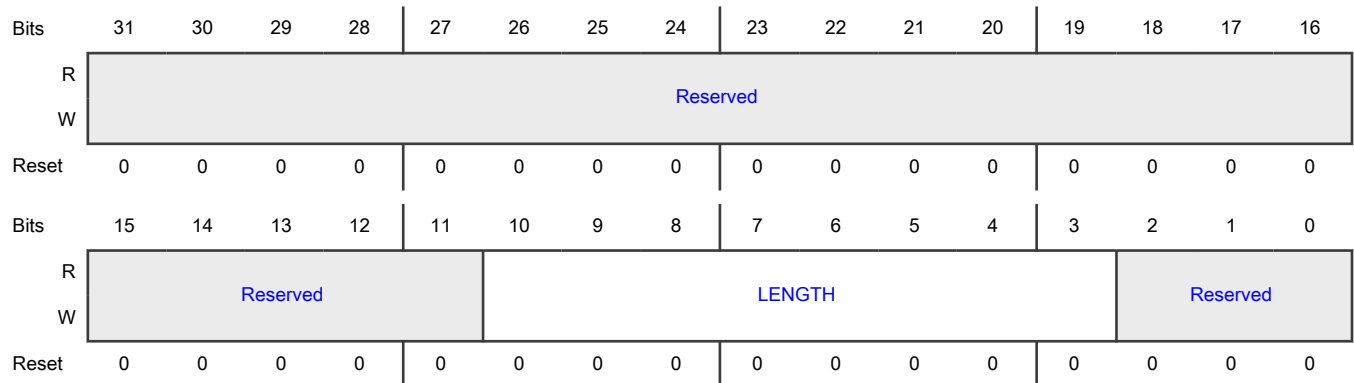 Bits 31 30 29 28 27 26 25 24 23 22 21 20 19 18 17 16
R
Reserved
W
Reset 0 0 0 0 0 0 0 0 0 0 0 0 0 0 0 0
Bits 15 14 13 12 11 10 9 8 7 6 5 4 3 2 1 0
R
Reserved LENGTH Reserved
W
Reset 0 0 0 0 0 0 0 0 0 0 0 0 0 0 0 0